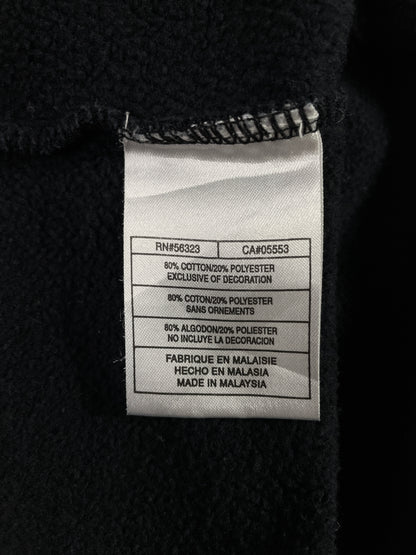 RN#56323 CA#05553
80% COTTON/20% POLYESTER
EXCLUSIVE OF DECORATION
80% COTON/20% POLYESTER
SANS ORNEMENTS
80% ALGODON/20% POLIESTER
NO INCLUYE LA DECORACION
FABRIQUE EN MALAISIE
HECHO EN MALASIA
MADE IN MALAYSIA